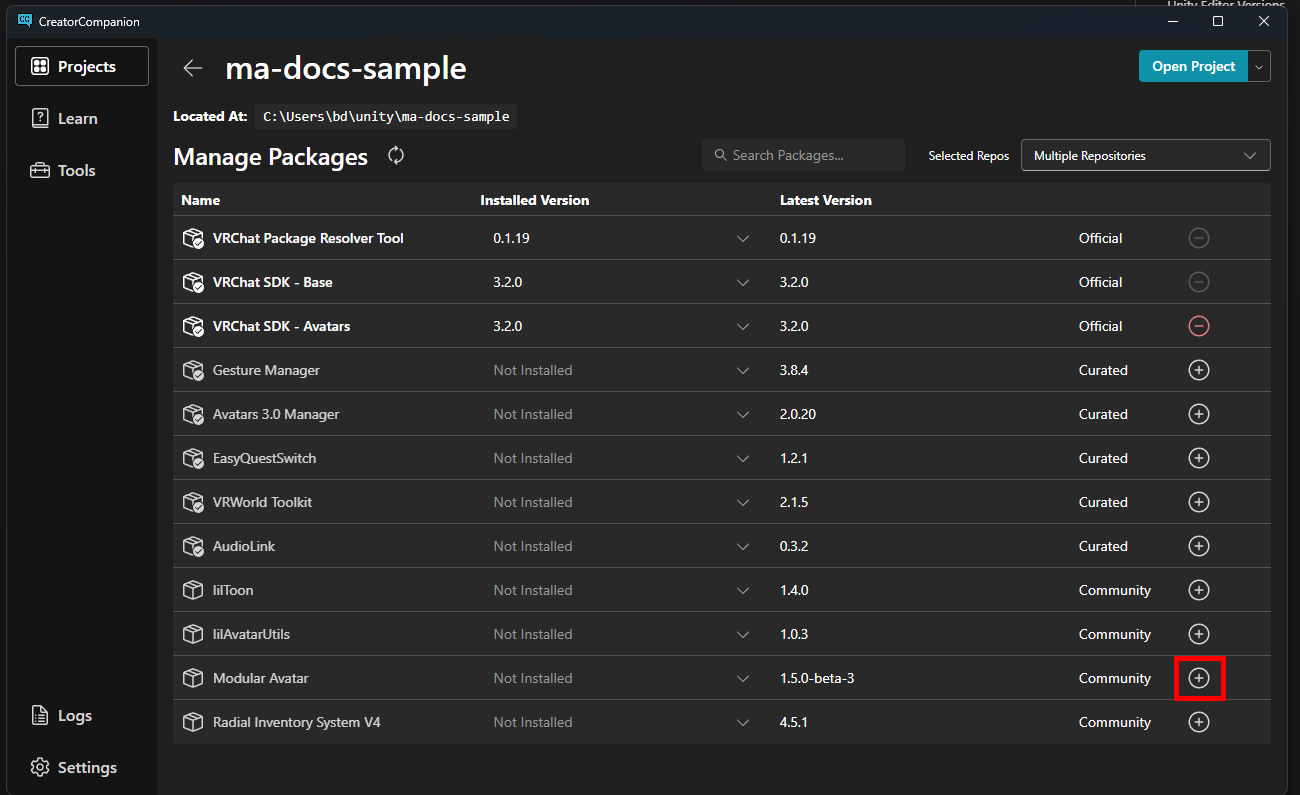 Unity Editor Versions
CreatorCompanion
Projects
Learn
Tools
Logs
Settings
ma-docs-sample
Open Project
Located At: C:\Users\bd\unity\ma-docs-sample
Manage Packages
Search Packages...
Selected Repos
Multiple Repositories
Name Installed Version Latest Version
VRChat Package Resolver Tool 0.1.19 0.1.19 Official
VRChat SDK - Base 3.2.0 3.2.0 Official
VRChat SDK - Avatars 3.2.0 3.2.0 Official
Gesture Manager Not Installed 3.8.4 Curated
Avatars 3.0 Manager Not Installed 2.0.20 Curated
EasyQuestSwitch Not Installed 1.2.1 Curated
VRWorld Toolkit Not Installed 2.1.5 Curated
AudioLink Not Installed 0.3.2 Curated
lilToon Not Installed 1.4.0 Community
lilAvatarUtils Not Installed 1.0.3 Community
Modular Avatar Not Installed 1.5.0-beta-3 Community
Radial Inventory System V4 Not Installed 4.5.1 Community